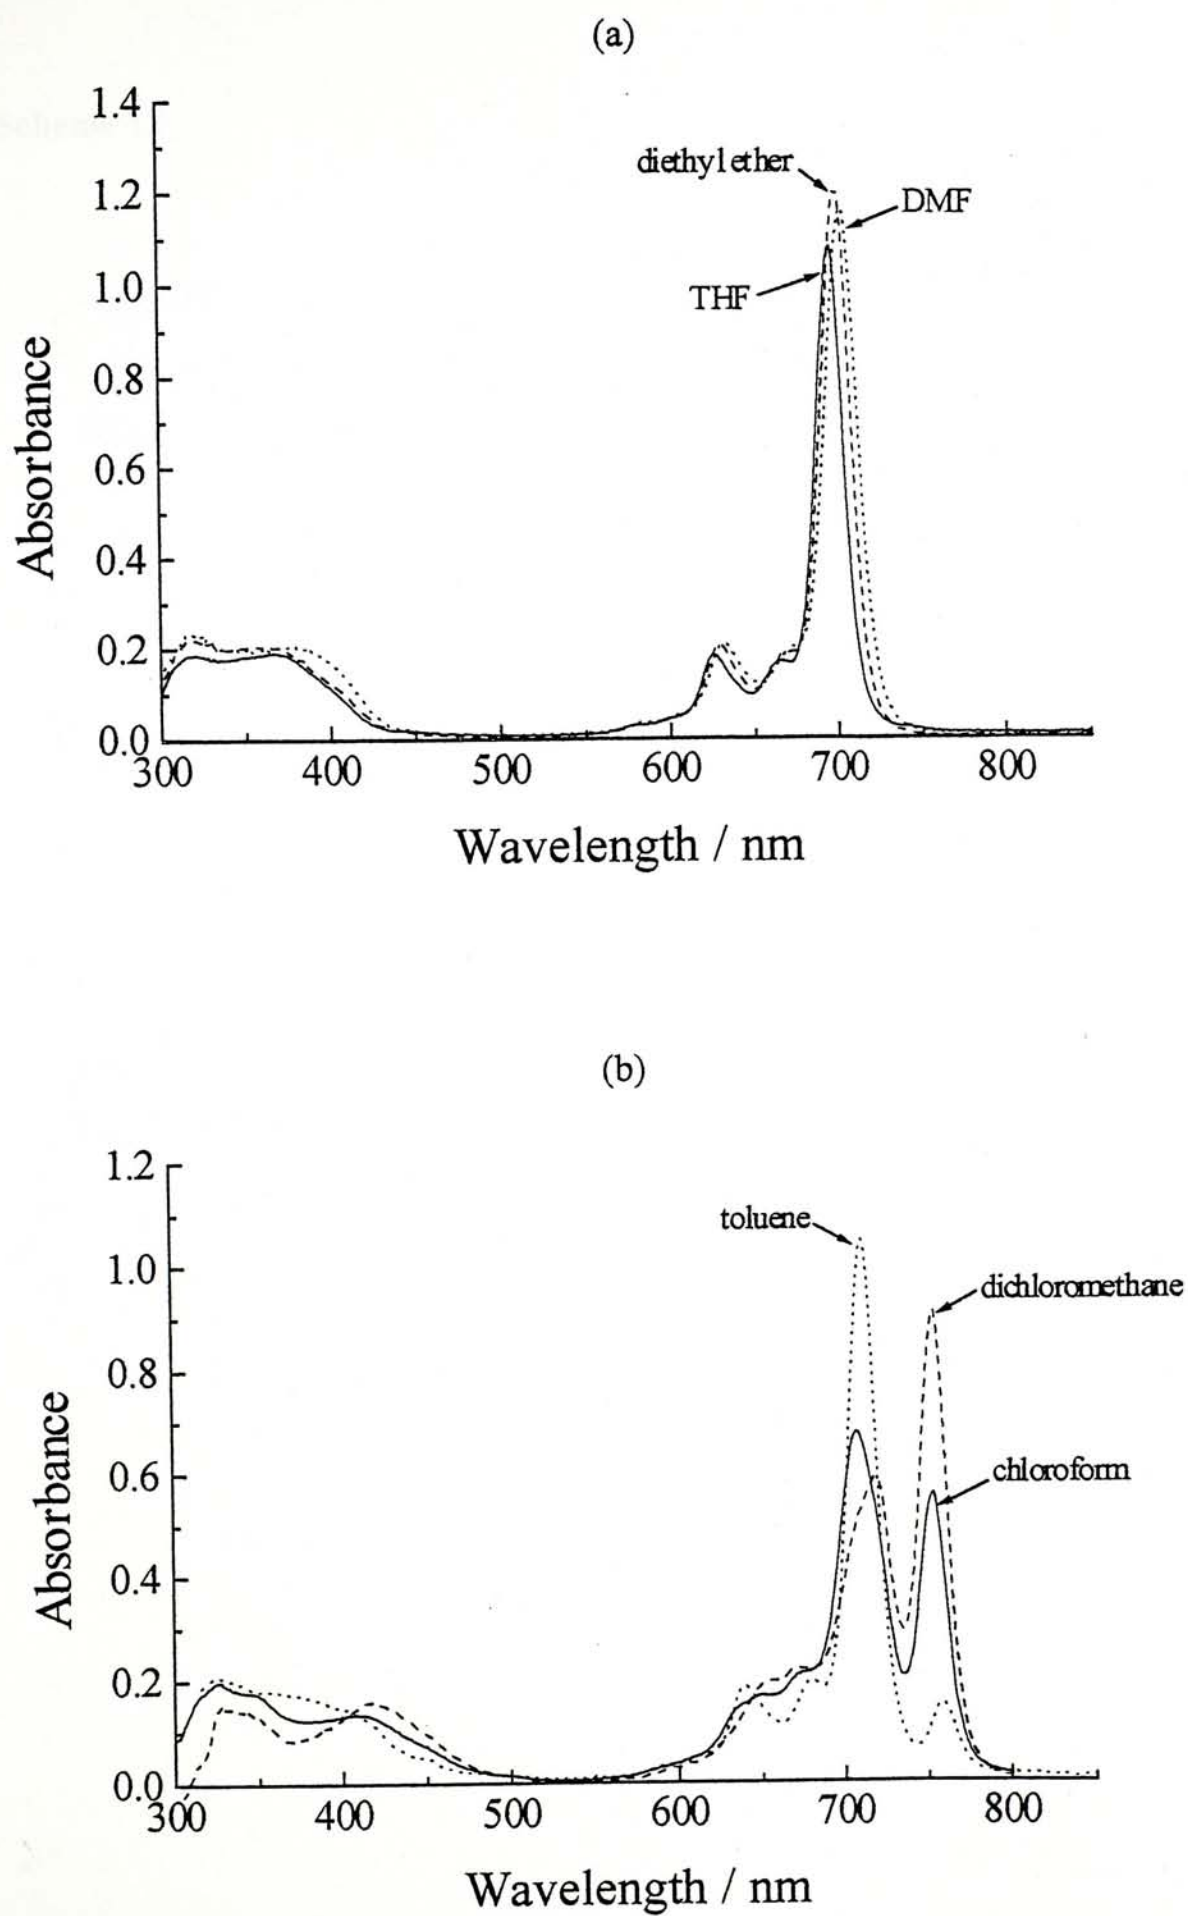 (a)
1.4
diethyl ether
1.2
DMF
1.0
THF
0.8
0.6
0.4
0.2
0.0
Absorbance
300 400 500 600 700 800
Wavelength / nm
(b)
1.2
toluene
1.0
dichloromethane
0.8
chloroform
0.6
0.4
0.2
0.0
Absorbance
300 400 500 600 700 800
Wavelength / nm